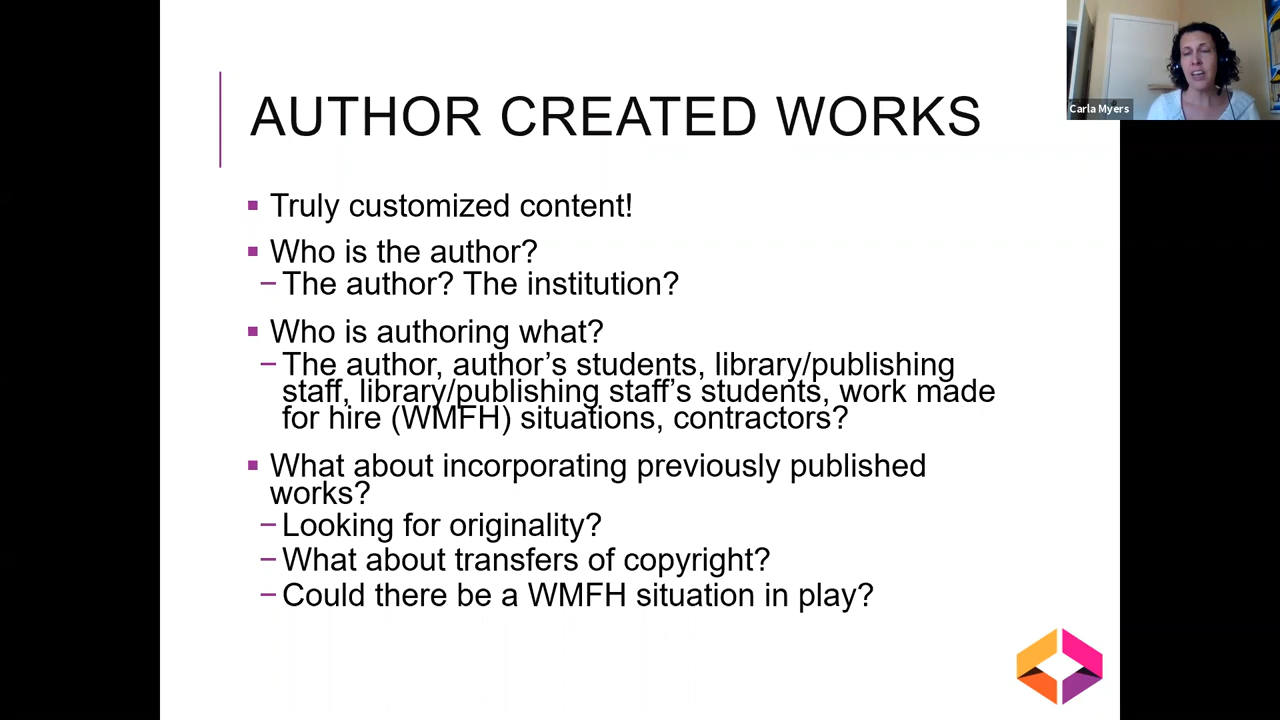 AUTHOR CREATED WORKS
Carla Myers
▪ Truly customized content!
▪ Who is the author?
– The author? The institution?
▪ Who is authoring what?
– The author, author’s students, library/publishing
staff, library/publishing staff’s students, work made
for hire (WMFH) situations, contractors?
▪ What about incorporating previously published
works?
– Looking for originality?
– What about transfers of copyright?
– Could there be a WMFH situation in play?